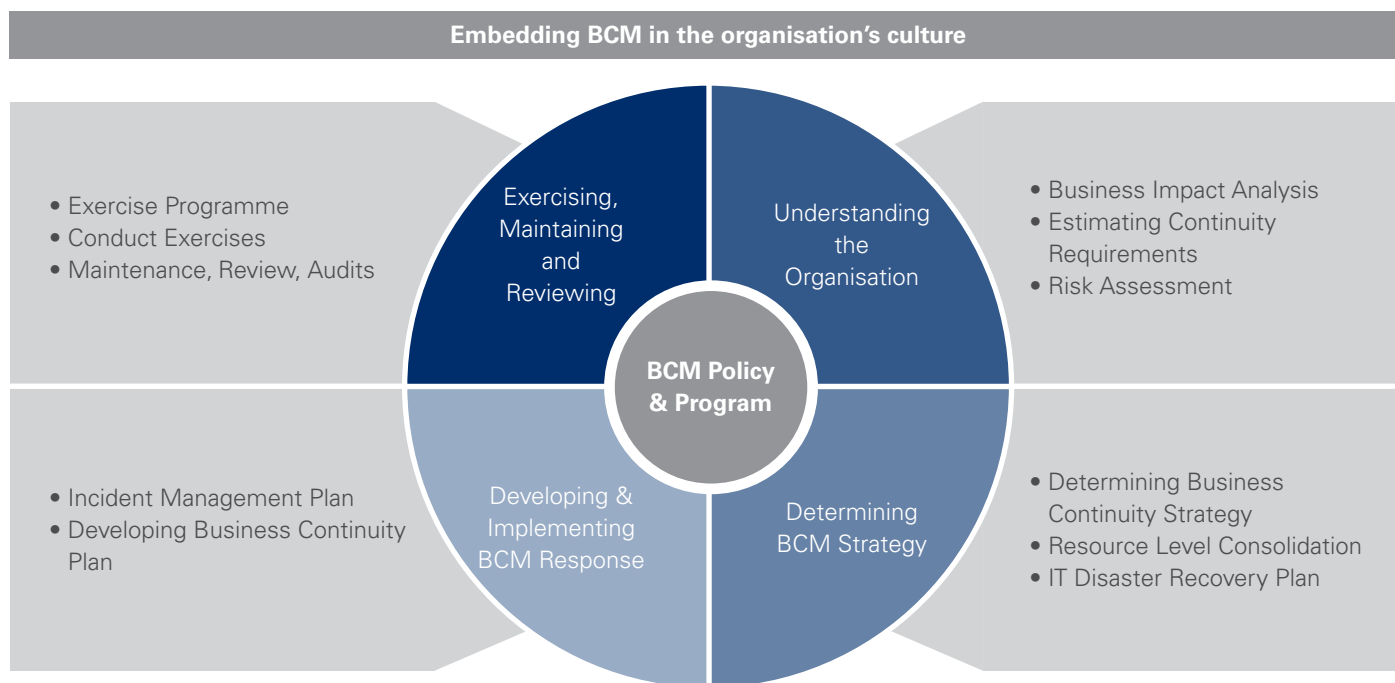 Embedding BCM in the organisation's culture
• Exercise Programme
• Conduct Exercises
• Maintenance, Review, Audits
Exercising,
Maintaining
and
Reviewing
Understanding
the
Organisation
• Business Impact Analysis
• Estimating Continuity
Requirements
• Risk Assessment
BCM Policy
& Program
• Incident Management Plan
• Developing Business Continuity
Plan
Developing &
Implementing
BCM Response
Determining
BCM Strategy
• Determining Business
Continuity Strategy
• Resource Level Consolidation
• IT Disaster Recovery Plan